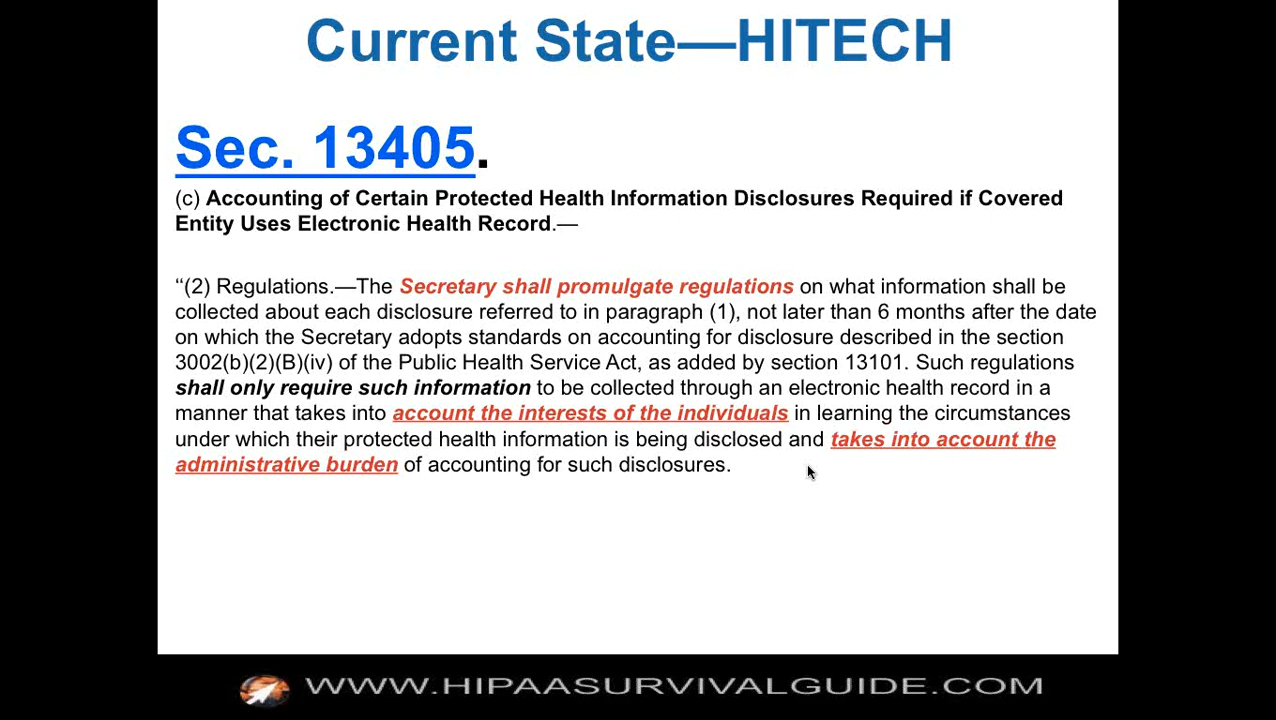 Current State—HITECH
Sec. 13405.
(c) Accounting of Certain Protected Health Information Disclosures Required if Covered
Entity Uses Electronic Health Record.—
“(2) Regulations.—The Secretary shall promulgate regulations on what information shall be
collected about each disclosure referred to in paragraph (1), not later than 6 months after the date
on which the Secretary adopts standards on accounting for disclosure described in the section
3002(b)(2)(B)(iv) of the Public Health Service Act, as added by section 13101. Such regulations
shall only require such information to be collected through an electronic health record in a
manner that takes into account the interests of the individuals in learning the circumstances
under which their protected health information is being disclosed and takes into account the
administrative burden of accounting for such disclosures.
WWW.HIPAASURVIVALGUIDE.COM